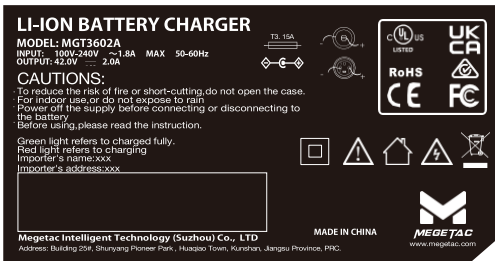 LI-ION BATTERY CHARGER
MODEL: MGT3602A
INPUT: 100V-240V ～1.8A MAX 50-60Hz
OUTPUT: 42.0V ⎓ 2.0A
T3. 15A
C UL US
LISTED
UK
CA
RoHS
CE
FC
CAUTIONS:
· To reduce the risk of fire or short-cutting,do not open the case.
· For indoor use,or do not expose to rain
· Power off the supply before connecting or disconnecting to
the battery
· Before using,please read the instruction.
Green light refers to charged fully.
Red light refers to charging
Importer's name:xxx
Importer's address:xxx
Megetac Intelligent Technology (Suzhou) Co., LTD
Address: Building 25#, Shunyang Pioneer Park , Huaqiao Town, Kunshan, Jiangsu Province, PRC.
MADE IN CHINA
MEGETAC
www.megetac.com